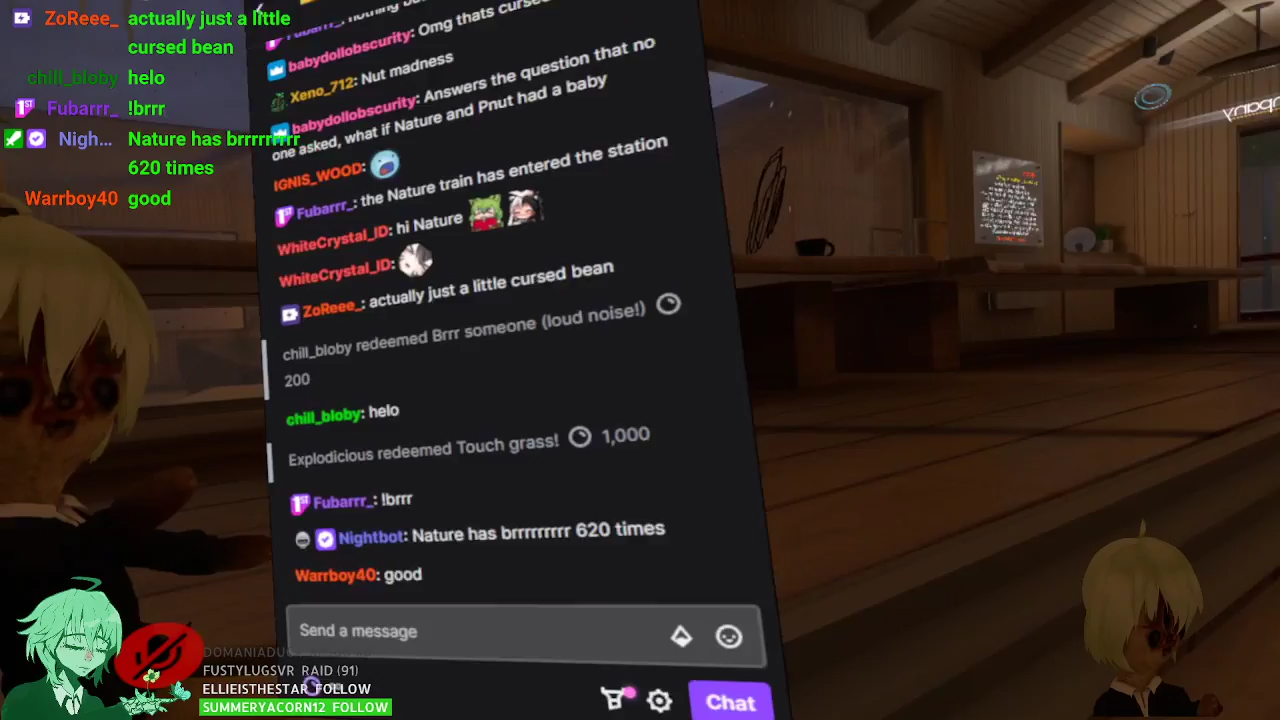 ZoReee_ actually just a little
cursed bean
chill_bloby helo
Fubarrr_ !brrr
Nigh... Nature has brrrrrrrrr
620 times
Warrboy40 good
babydollobscurity: Omg thats cursed
Xeno_712: Nut madness
babydollobscurity: Answers the question that no
one asked, what if Nature and Pnut had a baby
IGNIS_WOOD:
Fubarrr_: the Nature train has entered the station
WhiteCrystal_ID: hi Nature
WhiteCrystal_ID:
ZoReee_: actually just a little cursed bean
chill_bloby redeemed Brrr someone (loud noise!)
200
chill_bloby: helo
Explodicious redeemed Touch grass! 1,000
Fubarrr_: !brrr
Nightbot: Nature has brrrrrrrrr 620 times
Warrboy40: good
Send a message
Chat
FUSTYLUGSVR RAID (91)
ELLIEISTHESTAR FOLLOW
SUMMERYACORN12 FOLLOW